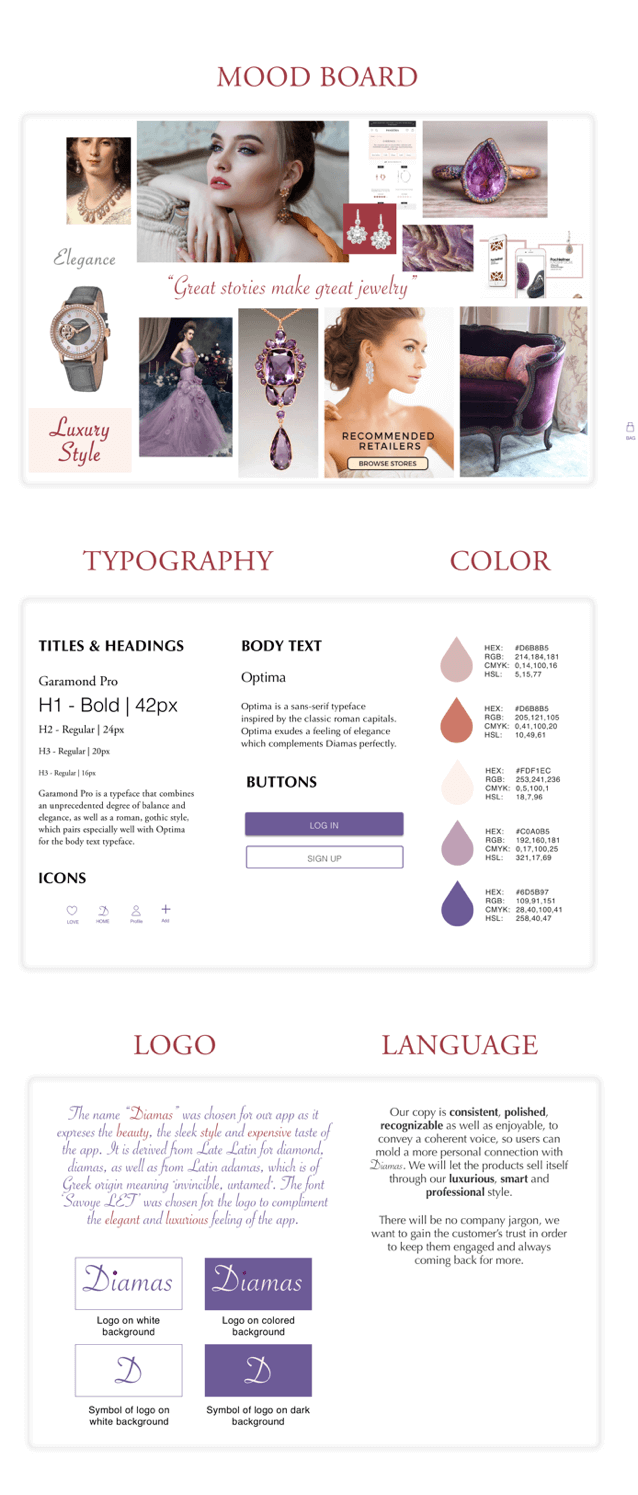 MOOD BOARD
Elegance
"Great stories make great jewelry"
Luxury
Style
RECOMMENDED
RETAILERS
BROWSE STORES
BAG
TYPOGRAPHY
COLOR
TITLES & HEADINGS
Garamond Pro
H1 - Bold | 42px
H2 - Regular | 24px
H3 - Regular | 20px
H3 - Regular | 16px
Garamond Pro is a typeface that combines
an unprecedented degree of balance and
elegance, as well as a roman, gothic style,
which pairs especially well with Optima
for the body text typeface.
ICONS
LOVE
HOME
Profile
Add
BODY TEXT
Optima
Optima is a sans-serif typeface
inspired by the classic roman capitals.
Optima exudes a feeling of elegance
which complements Diamas perfectly.
BUTTONS
LOG IN
SIGN UP
HEX: #D6B8B5
RGB: 214,184,181
CMYK: 0,14,100,16
HSL: 5,15,77
HEX: #D6B8B5
RGB: 205,121,105
CMYK: 0,41,100,20
HSL: 10,49,61
HEX: #FDF1EC
RGB: 253,241,236
CMYK: 0,5,100,1
HSL: 18,7,96
HEX: #C0A0B5
RGB: 192,160,181
CMYK: 0,17,100,25
HSL: 321,17,69
HEX: #6D5B97
RGB: 109,91,151
CMYK: 28,40,100,41
HSL: 258,40,47
LOGO
LANGUAGE
The name "Diamas" was chosen for our app as it
expreses the beauty, the sleek style and expensive taste of
the app. It is derived from Late Latin for diamond,
diamas, as well as from Latin adamas, which is of
Greek origin meaning 'invincible, untamed'. The font
'Savoye LET' was chosen for the logo to compliment
the elegant and luxurious feeling of the app.
Diamas
Logo on white
background
Diamas
Logo on colored
background
D
Symbol of logo on
white background
D
Symbol of logo on dark
background
Our copy is consistent, polished,
recognizable as well as enjoyable, to
convey a coherent voice, so users can
mold a more personal connection with
Diamas. We will let the products sell itself
through our luxurious, smart and
professional style.
There will be no company jargon, we
want to gain the customer's trust in order
to keep them engaged and always
coming back for more.